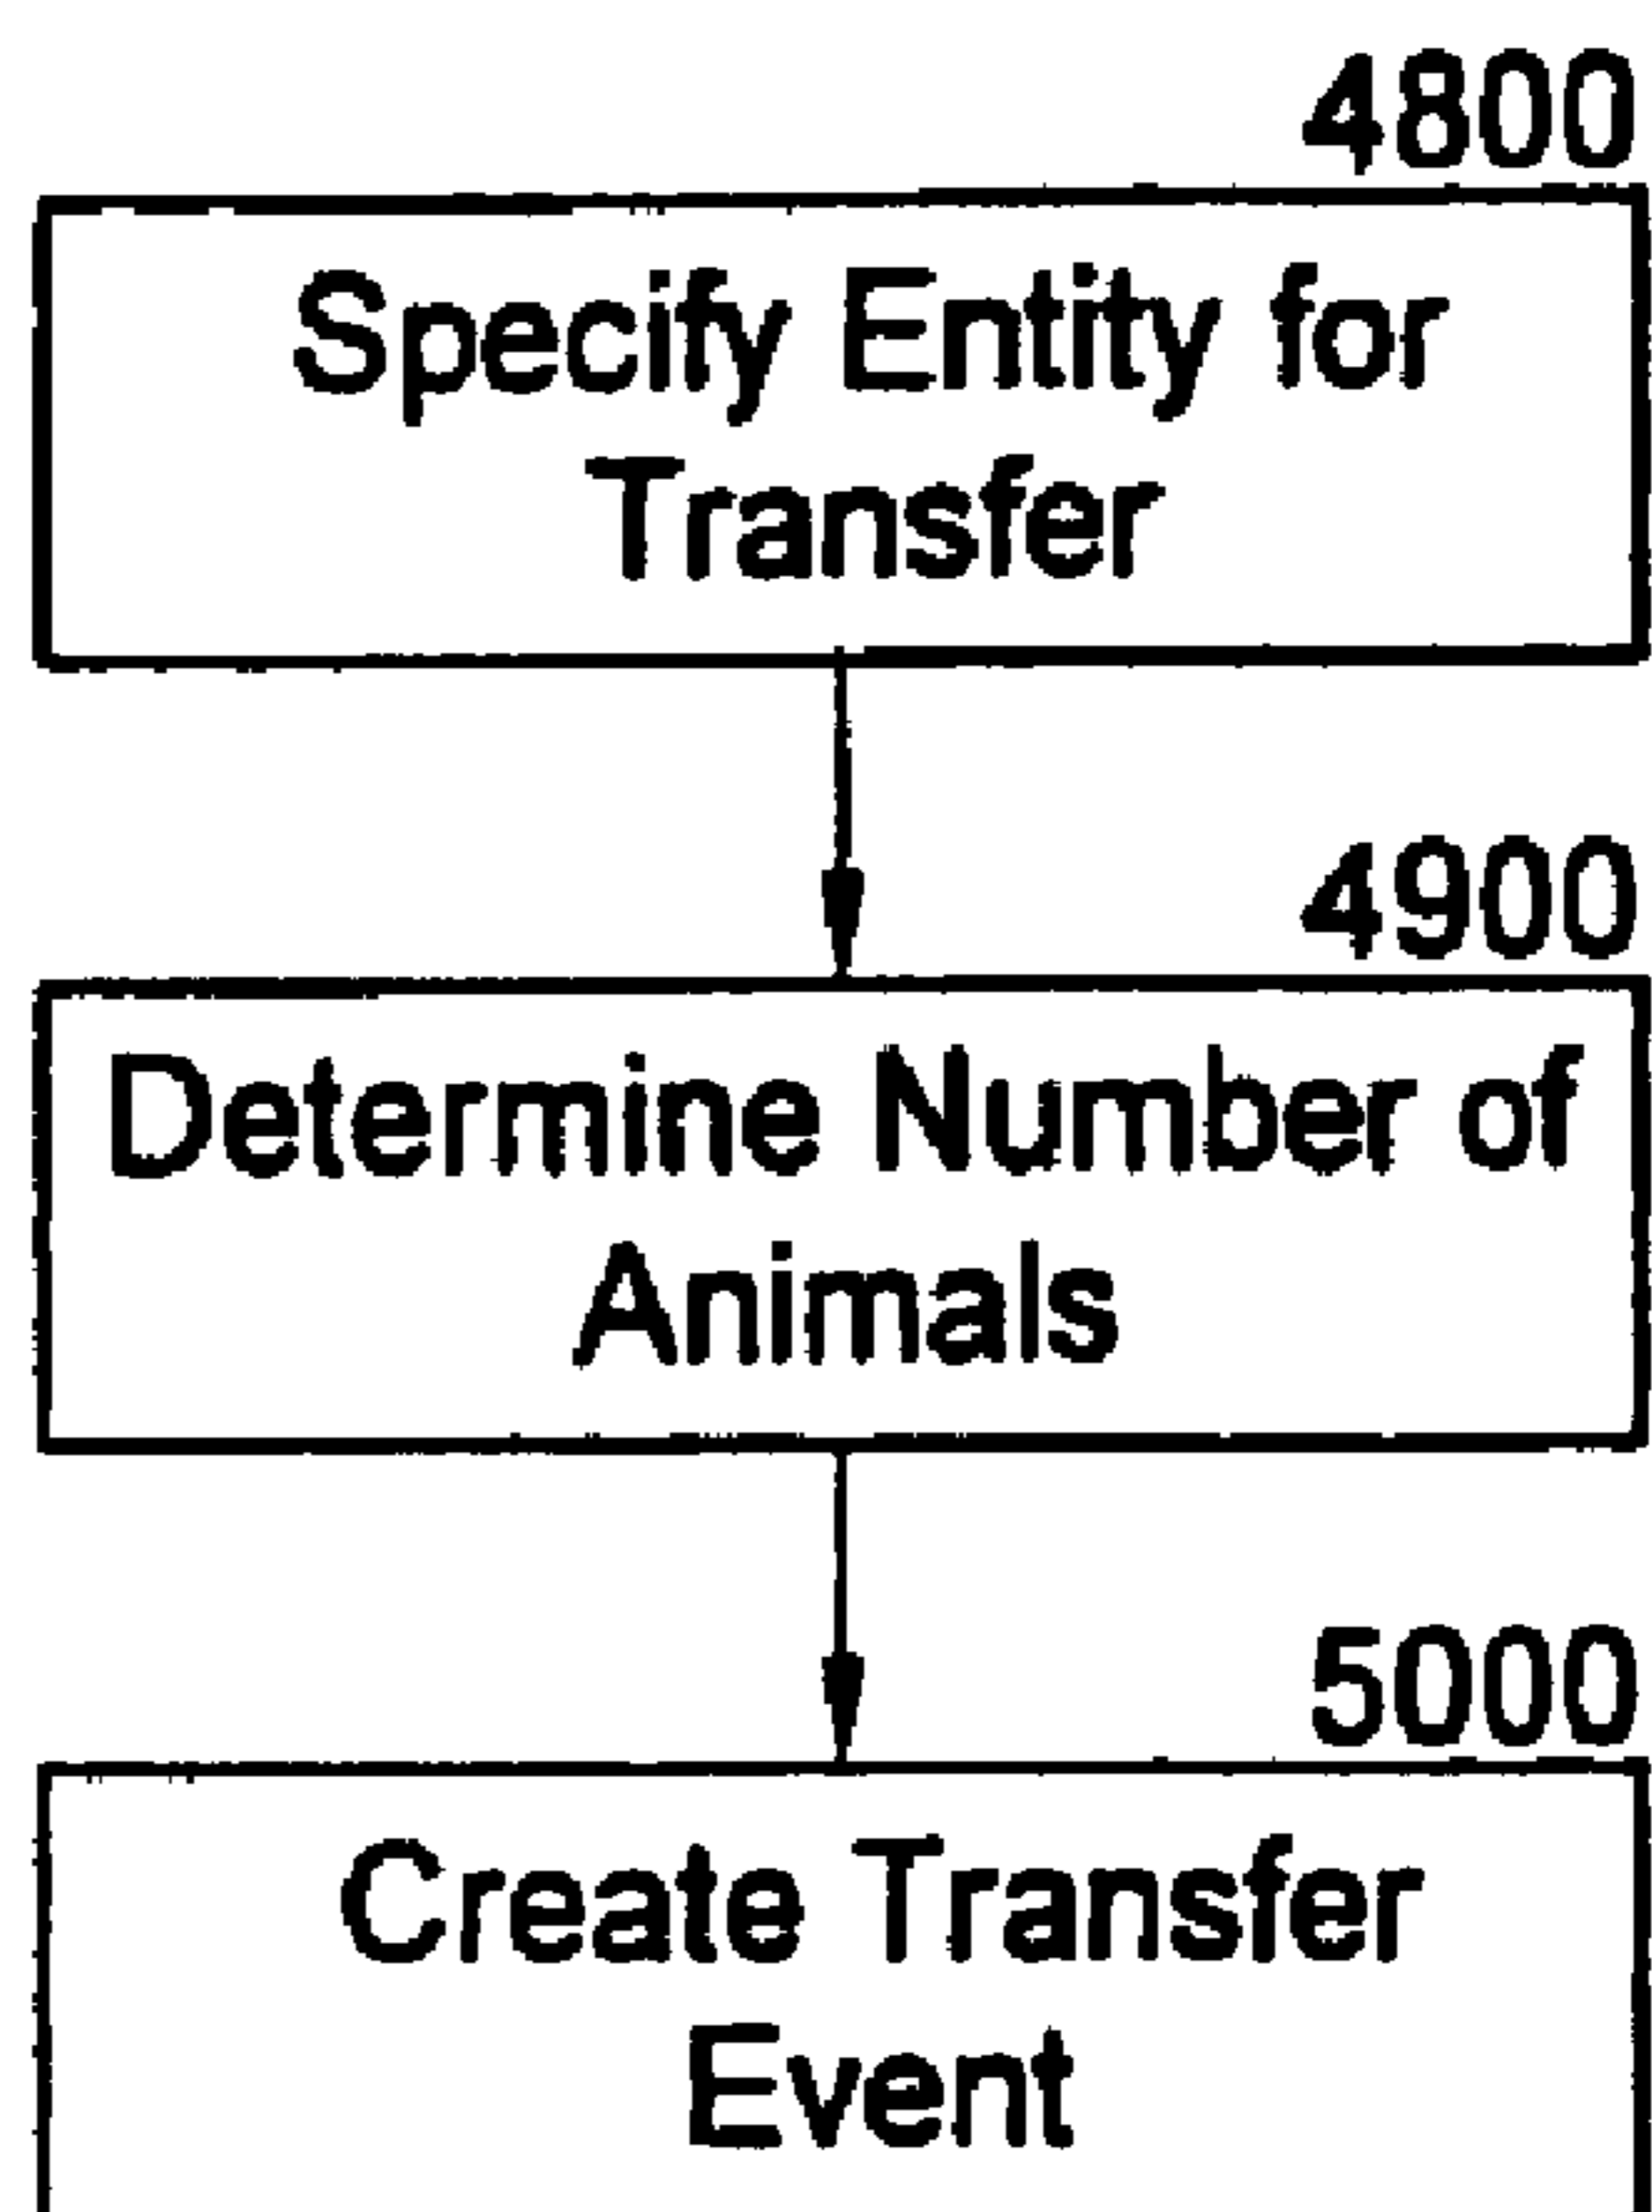 4800
Specify Entity for
Transfer
4900
Determine Number of
Animals
5000
Create Transfer
Event